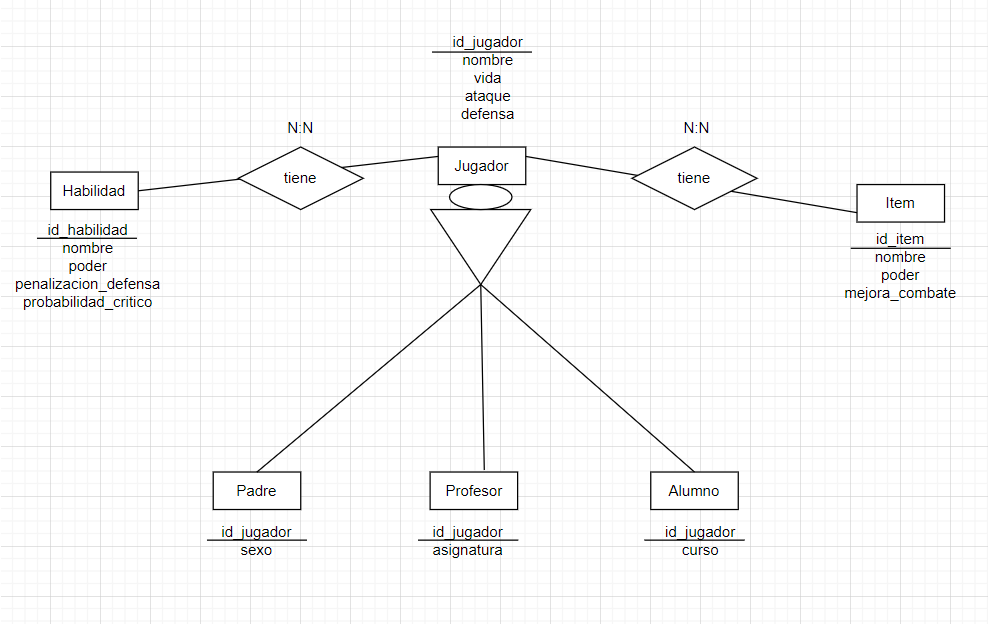 id_jugador
nombre
vida
ataque
defensa
N:N
N:N
Habilidad
tiene
Jugador
tiene
Item
id_habilidad
nombre
poder
penalizacion_defensa
probabilidad_critico
id_item
nombre
poder
mejora_combate
Padre
Profesor
Alumno
id_jugador
sexo
id_jugador
asignatura
id_jugador
curso